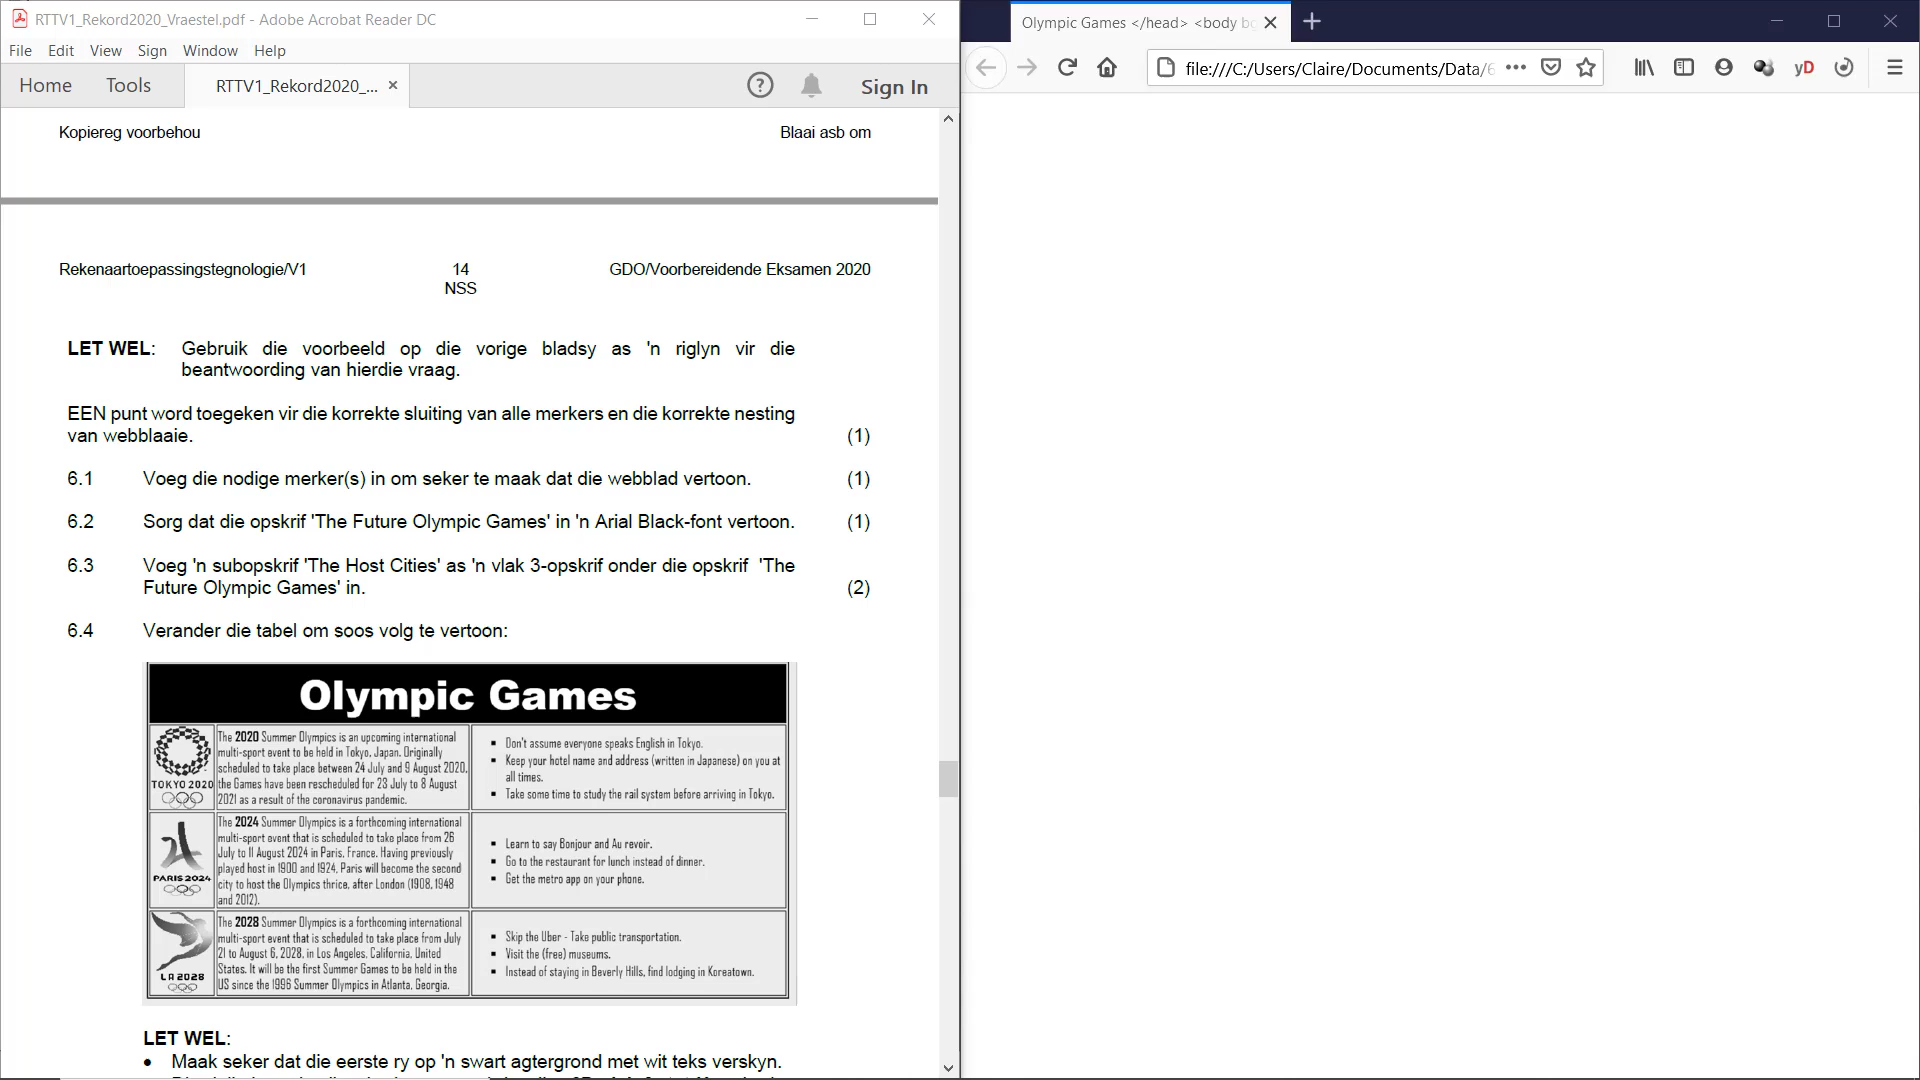 RTTV1_Rekord2020_Vraestel.pdf - Adobe Acrobat Reader DC
File Edit View Sign Window Help
Home Tools RTTV1_Rekord2020_... × Sign In
Kopiereg voorbehou Blaai asb om
Rekenaartoepassingstegnologie/V1 14 GDO/Voorbereidende Eksamen 2020
NSS
LET WEL: Gebruik die voorbeeld op die vorige bladsy as 'n riglyn vir die
beantwoording van hierdie vraag.
EEN punt word toegeken vir die korrekte sluiting van alle merkers en die korrekte nesting
van webblaaie. (1)
6.1 Voeg die nodige merker(s) in om seker te maak dat die webblad vertoon. (1)
6.2 Sorg dat die opskrif 'The Future Olympic Games' in 'n Arial Black-font vertoon. (1)
6.3 Voeg 'n subopskrif 'The Host Cities' as 'n vlak 3-opskrif onder die opskrif 'The
Future Olympic Games' in. (2)
6.4 Verander die tabel om soos volg te vertoon:
Olympic Games
TOKYO 2020
The 2020 Summer Olympics is an upcoming international
multi-sport event to be held in Tokyo, Japan. Originally
scheduled to take place between 24 July and 9 August 2020,
the Games have been rescheduled for 23 July to 8 August
2021 as a result of the coronavirus pandemic.
▪ Don't assume everyone speaks English in Tokyo.
▪ Keep your hotel name and address (written in Japanese) on you at
all times.
▪ Take some time to study the rail system before arriving in Tokyo.
PARIS 2024
The 2024 Summer Olympics is a forthcoming international
multi-sport event that is scheduled to take place from 26
July to 11 August 2024 in Paris, France. Having previously
played host in 1900 and 1924, Paris will become the second
city to host the Olympics thrice, after London (1908, 1948
and 2012).
▪ Learn to say Bonjour and Au revoir.
▪ Go to the restaurant for lunch instead of dinner.
▪ Get the metro app on your phone.
LA 2028
The 2028 Summer Olympics is a forthcoming international
multi-sport event that is scheduled to take place from July
21 to August 6, 2028, in Los Angeles, California, United
States. It will be the first Summer Games to be held in the
US since the 1996 Summer Olympics in Atlanta, Georgia.
▪ Skip the Uber - Take public transportation.
▪ Visit the (free) museums.
▪ Instead of staying in Beverly Hills, find lodging in Koreatown.
LET WEL:
• Maak seker dat die eerste ry op 'n swart agtergrond met wit teks verskyn.
Olympic Games </head> <body bo
file:///C:/Users/Claire/Documents/Data/6
yD